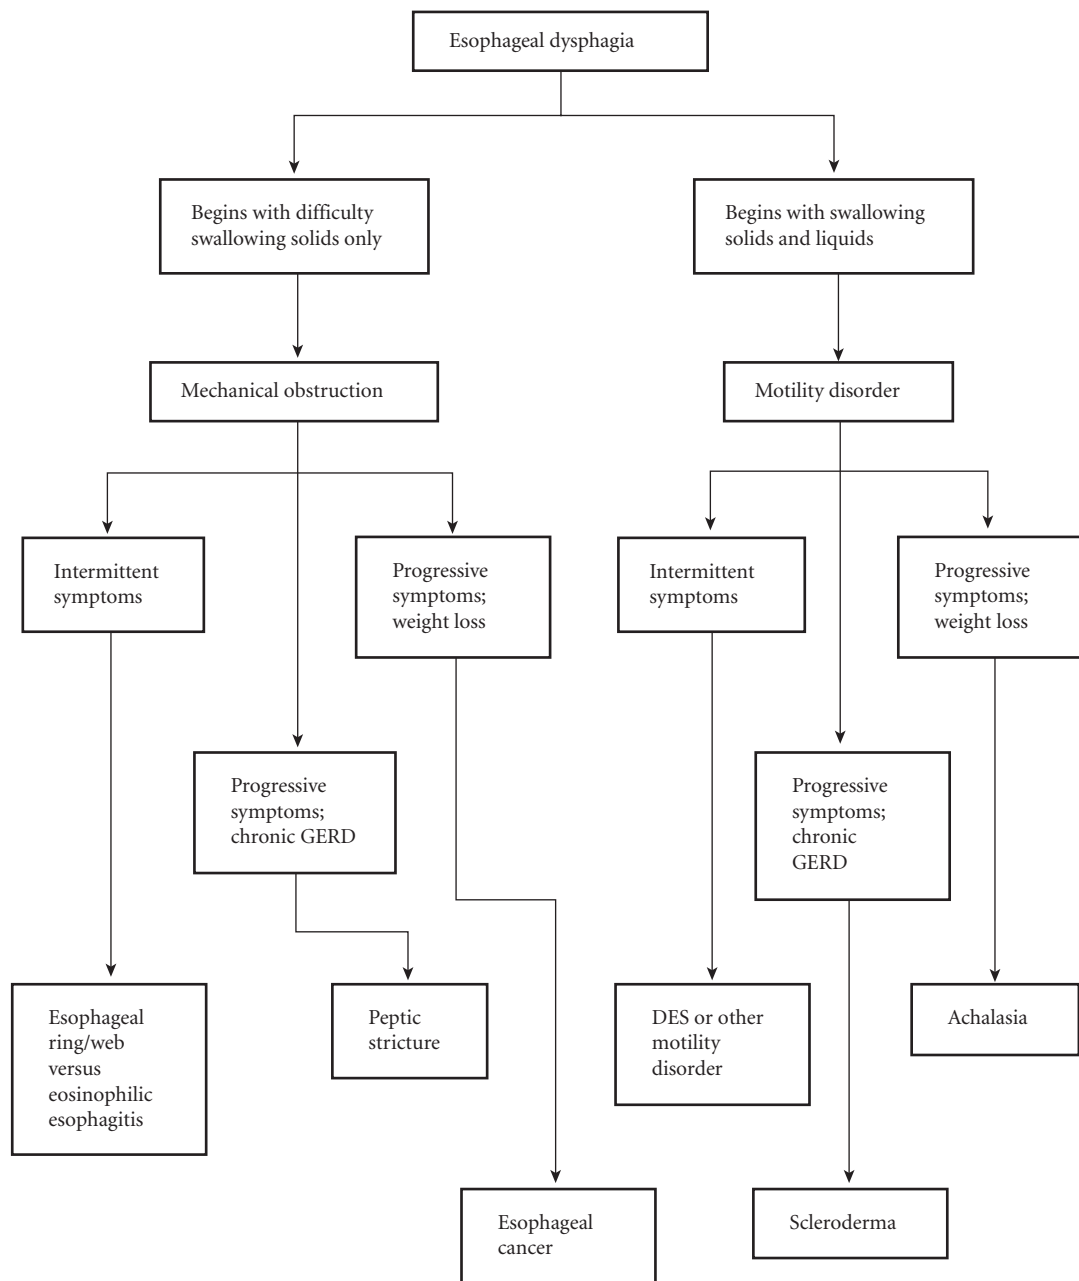 Esophageal dysphagia
Begins with difficulty
swallowing solids only
Begins with swallowing
solids and liquids
Mechanical obstruction
Motility disorder
Intermittent
symptoms
Progressive
symptoms;
weight loss
Intermittent
symptoms
Progressive
symptoms;
weight loss
Progressive
symptoms;
chronic GERD
Progressive
symptoms;
chronic
GERD
Esophageal
ring/web
versus
eosinophilic
esophagitis
Peptic
stricture
DES or other
motility
disorder
Achalasia
Esophageal
cancer
Scleroderma